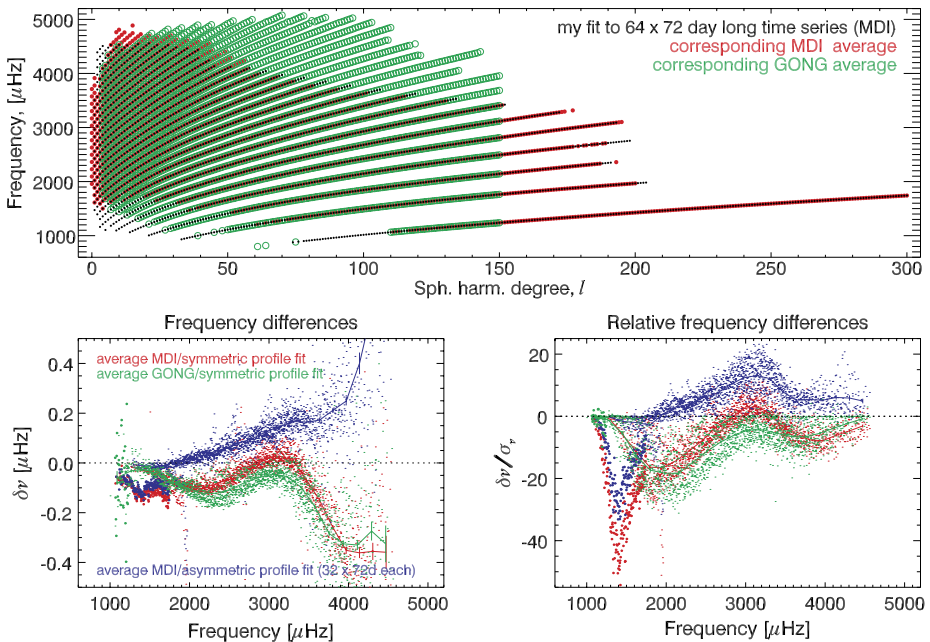 my fit to 64 x 72 day long time series (MDI)
corresponding MDI average
corresponding GONG average
Frequency, [μHz]
5000
4000
3000
2000
1000
0 50 100 150 200 250 300
Sph. harm. degree, l
Frequency differences
average MDI/symmetric profile fit
average GONG/symmetric profile fit
δν [μHz]
0.4
0.2
0.0
-0.2
-0.4
average MDI/asymmetric profile fit (32 x 72d each)
1000 2000 3000 4000 5000
Frequency [μHz]
Relative frequency differences
δν/σᵥ
20
0
-20
-40
1000 2000 3000 4000 5000
Frequency [μHz]